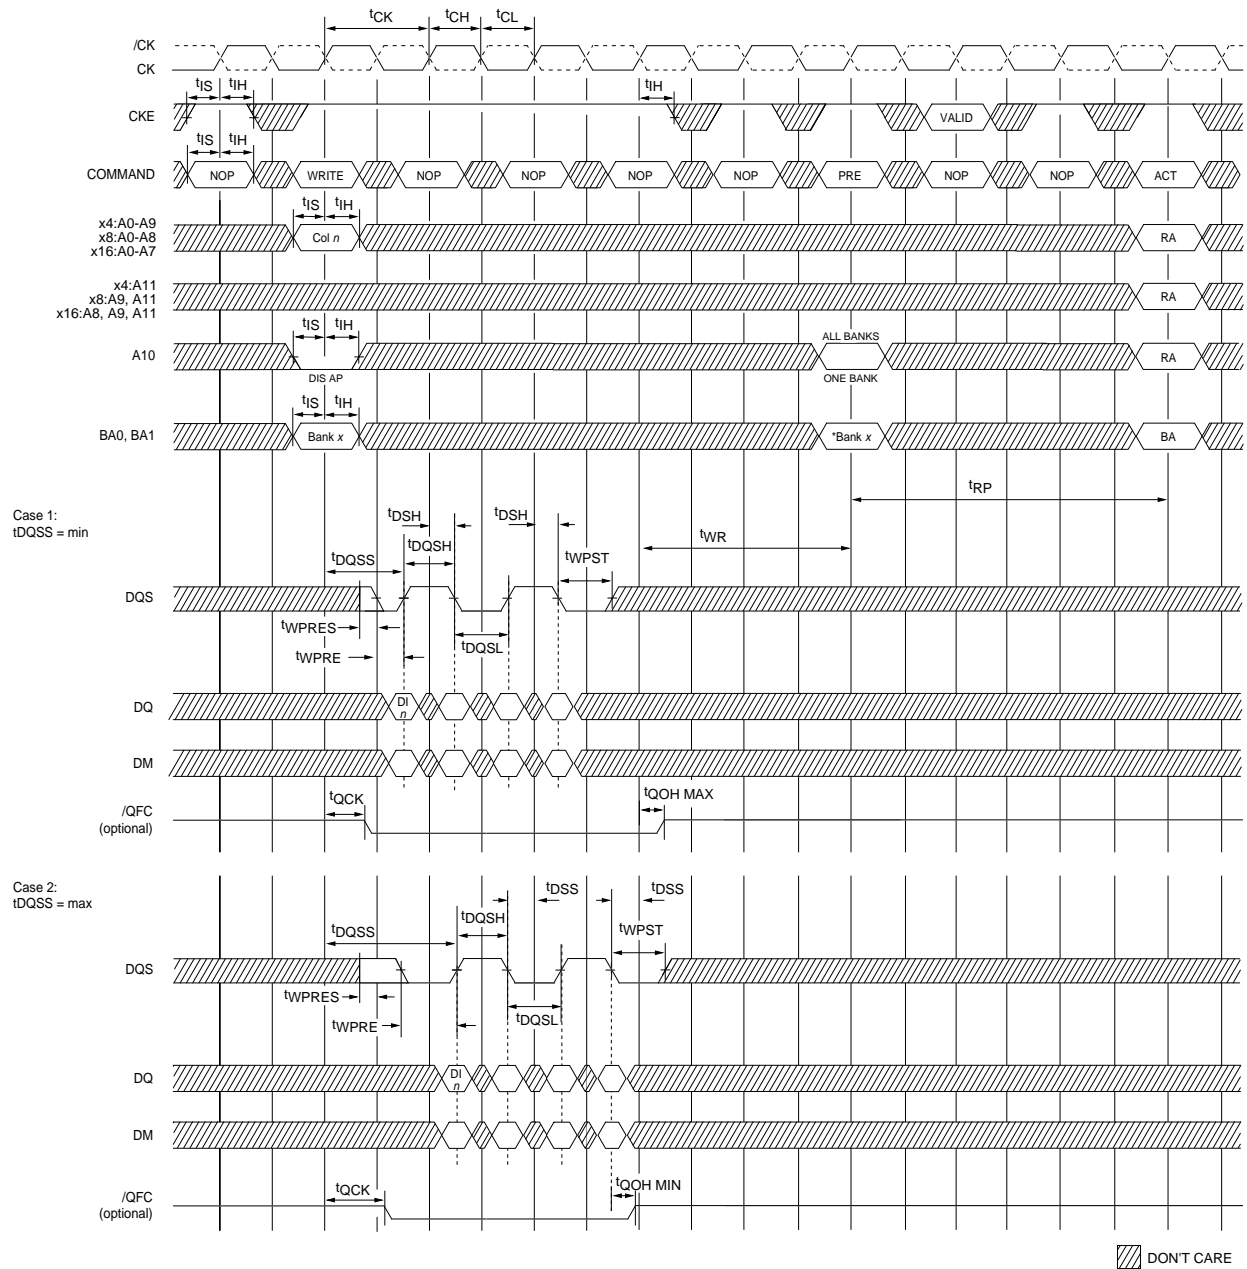 tCK tCH tCL
/CK
CK
tIS tIH tIH
CKE VALID
tIS tIH
COMMAND NOP WRITE NOP NOP NOP NOP PRE NOP NOP ACT
tIS tIH
x4:A0-A9
x8:A0-A8
x16:A0-A7
Col n RA
x4:A11
x8:A9, A11
x16:A8, A9, A11
RA
tIS tIH
ALL BANKS
A10 RA
DIS AP ONE BANK
tIS tIH
BA0, BA1 Bank x *Bank x BA
tRP
Case 1:
tDQSS = min
tDSH tDSH
tDQSS tDQSH tWPST tWR
DQS
tWPRES tDQSL
tWPRE
DQ DI
n
DM
tQCK tQOH MAX
/QFC
(optional)
Case 2:
tDQSS = max
tDSS tDSS
tDQSS tDQSH tWPST
DQS
tWPRES tDQSL
tWPRE
DQ DI
n
DM
tQCK tQOH MIN
/QFC
(optional)
DON'T CARE